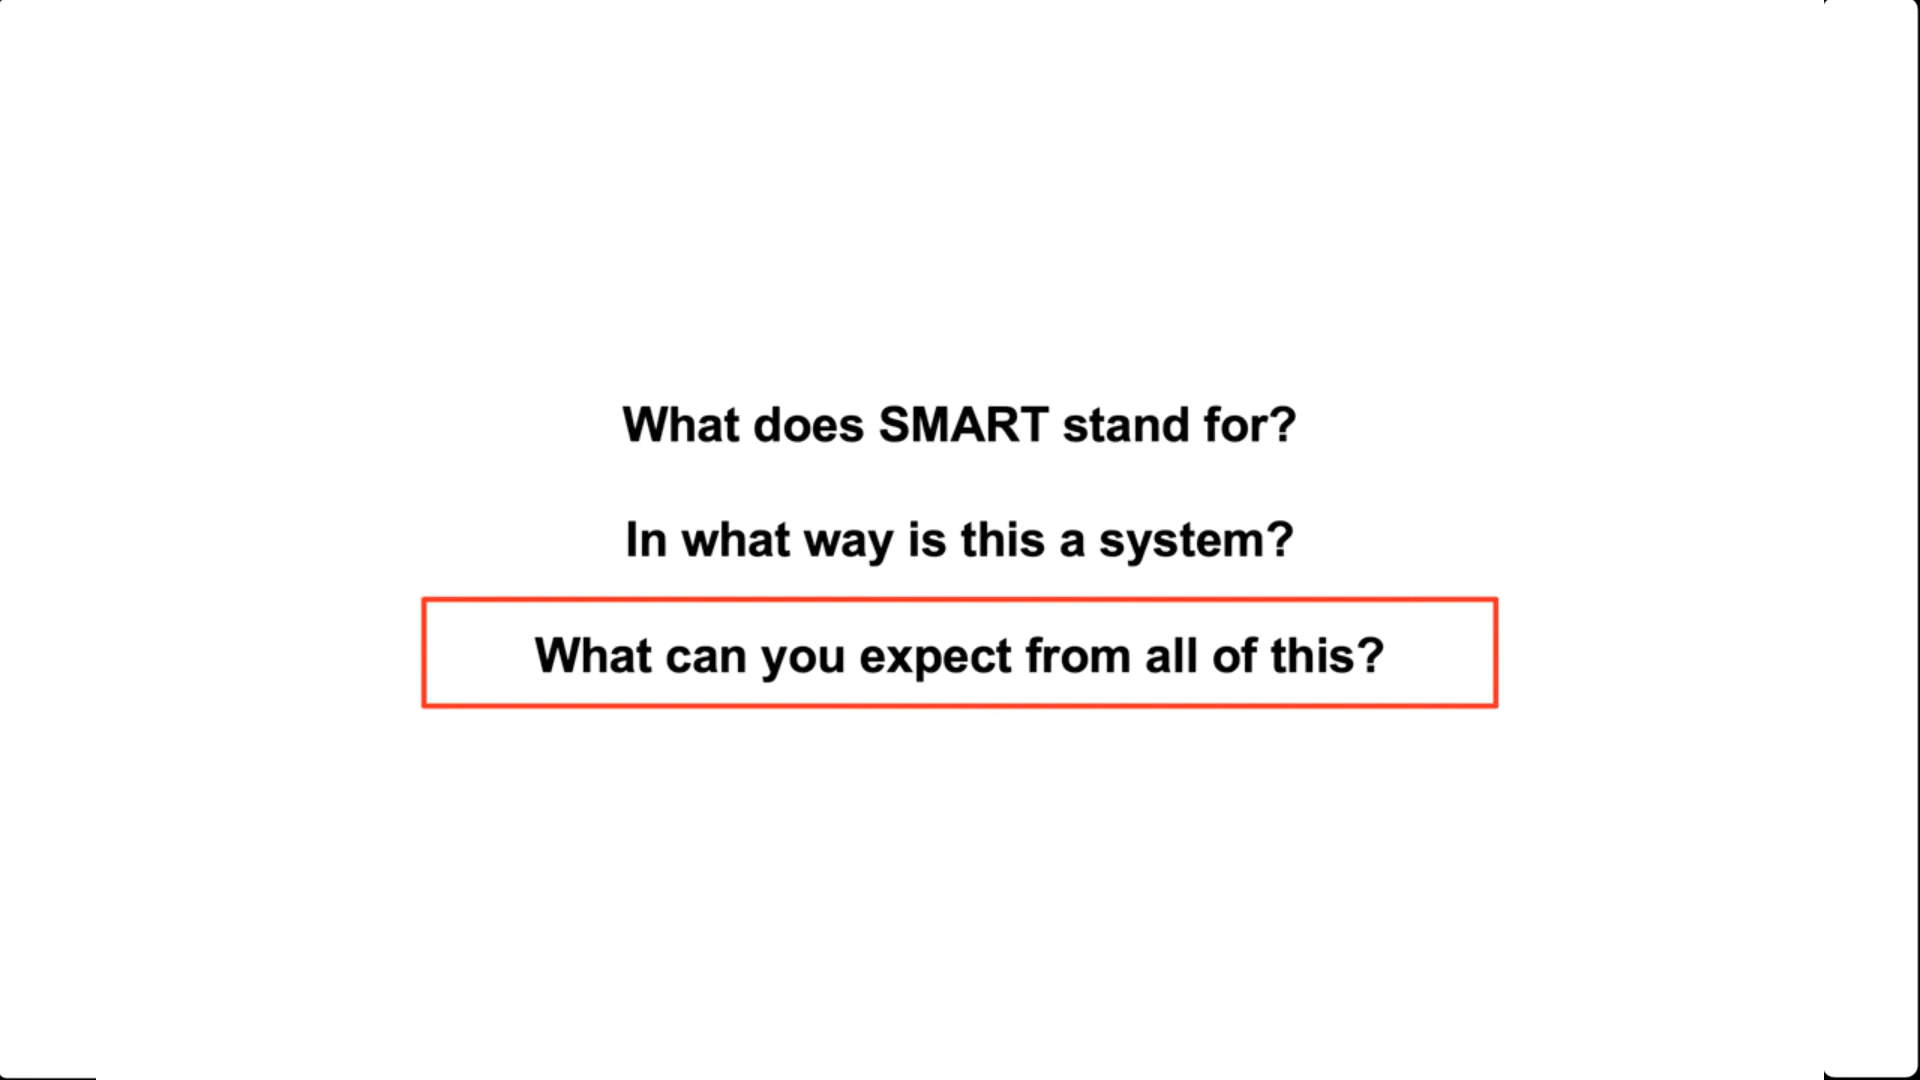 What does SMART stand for?
In what way is this a system?
What can you expect from all of this?